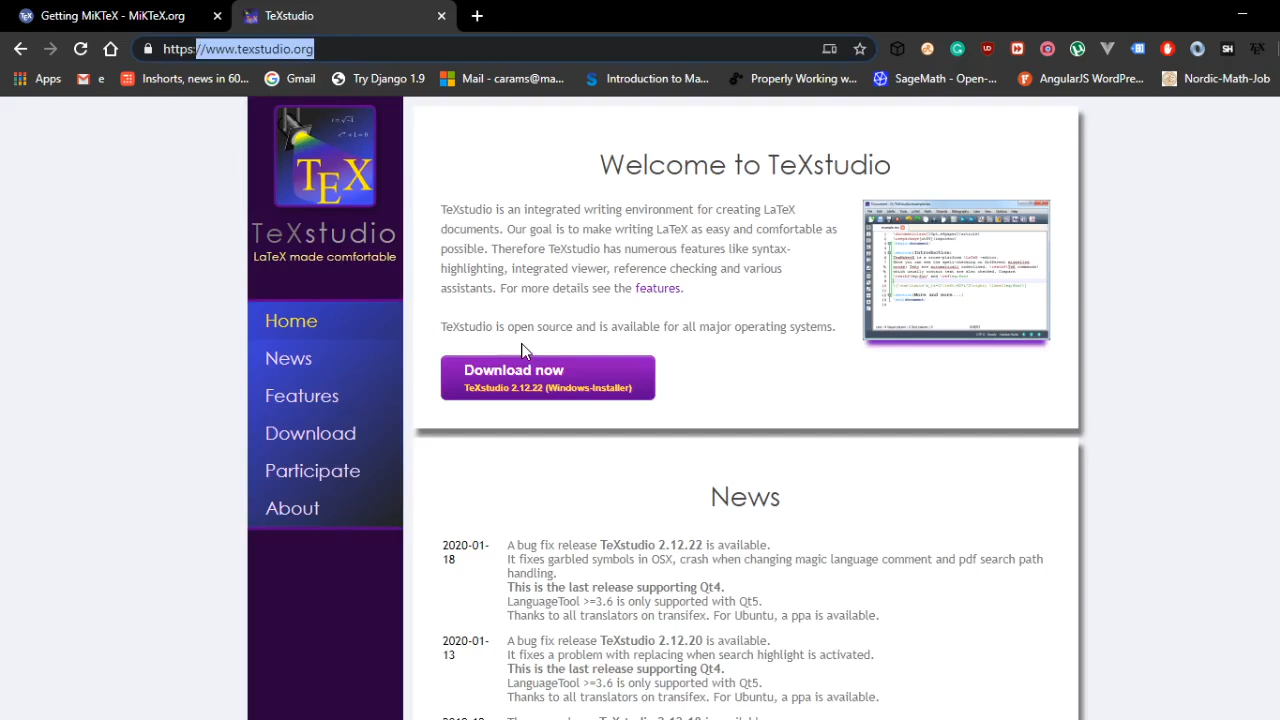 Getting MiKTeX - MiKTeX.org
TeXstudio
https://www.texstudio.org
Apps
e
Inshorts, news in 60...
Gmail
Try Django 1.9
Mail - carams@ma...
Introduction to Ma...
Properly Working w...
SageMath - Open-...
AngularJS WordPre...
Nordic-Math-Job
TEX
TeXstudio
LaTeX made comfortable
Home
News
Features
Download
Participate
About
Welcome to TeXstudio
TeXstudio is an integrated writing environment for creating LaTeX
documents. Our goal is to make writing LaTeX as easy and comfortable as
possible. Therefore TeXstudio has numerous features like syntax-
highlighting, integrated viewer, reference checking and various
assistants. For more details see the features.
TeXstudio is open source and is available for all major operating systems.
Download now
TeXstudio 2.12.22 (Windows-Installer)
News
2020-01-
18
A bug fix release TeXstudio 2.12.22 is available.
It fixes garbled symbols in OSX, crash when changing magic language comment and pdf search path
handling.
This is the last release supporting Qt4.
LanguageTool >=3.6 is only supported with Qt5.
Thanks to all translators on transifex. For Ubuntu, a ppa is available.
2020-01-
13
A bug fix release TeXstudio 2.12.20 is available.
It fixes a problem with replacing when search highlight is activated.
This is the last release supporting Qt4.
LanguageTool >=3.6 is only supported with Qt5.
Thanks to all translators on transifex. For Ubuntu, a ppa is available.